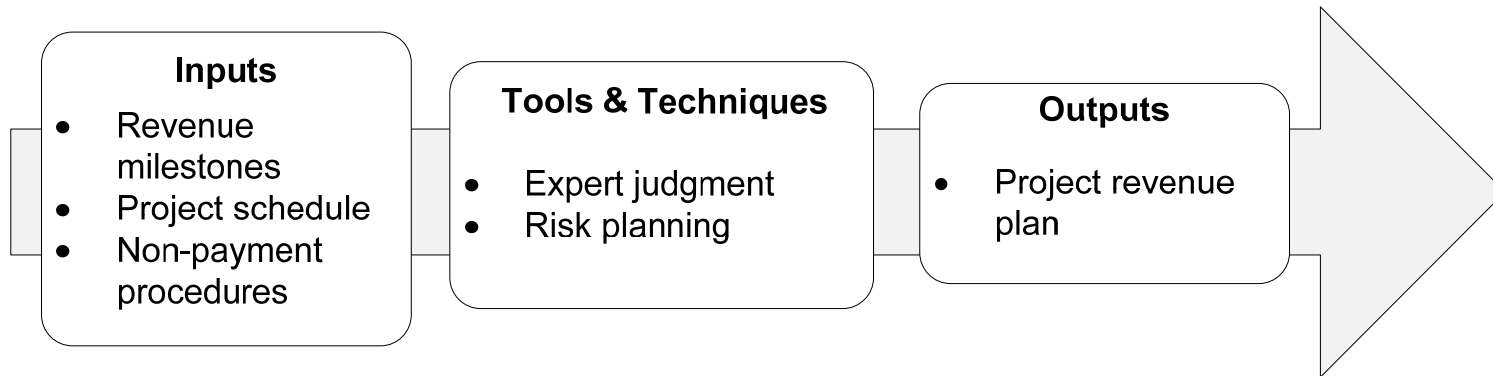 Inputs
• Revenue
milestones
• Project schedule
• Non-payment
procedures
Tools & Techniques
• Expert judgment
• Risk planning
Outputs
• Project revenue
plan